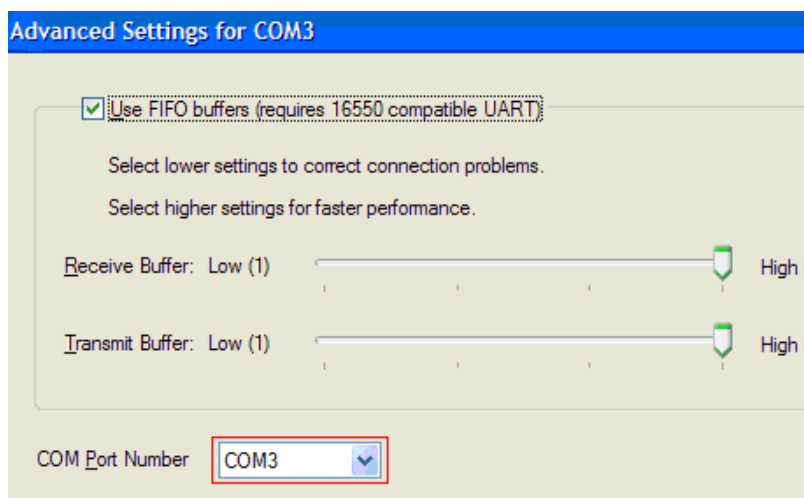 Advanced Settings for COM3
Use FIFO buffers (requires 16550 compatible UART)
Select lower settings to correct connection problems.
Select higher settings for faster performance.
Receive Buffer: Low (1) High
Transmit Buffer: Low (1) High
COM Port Number COM3